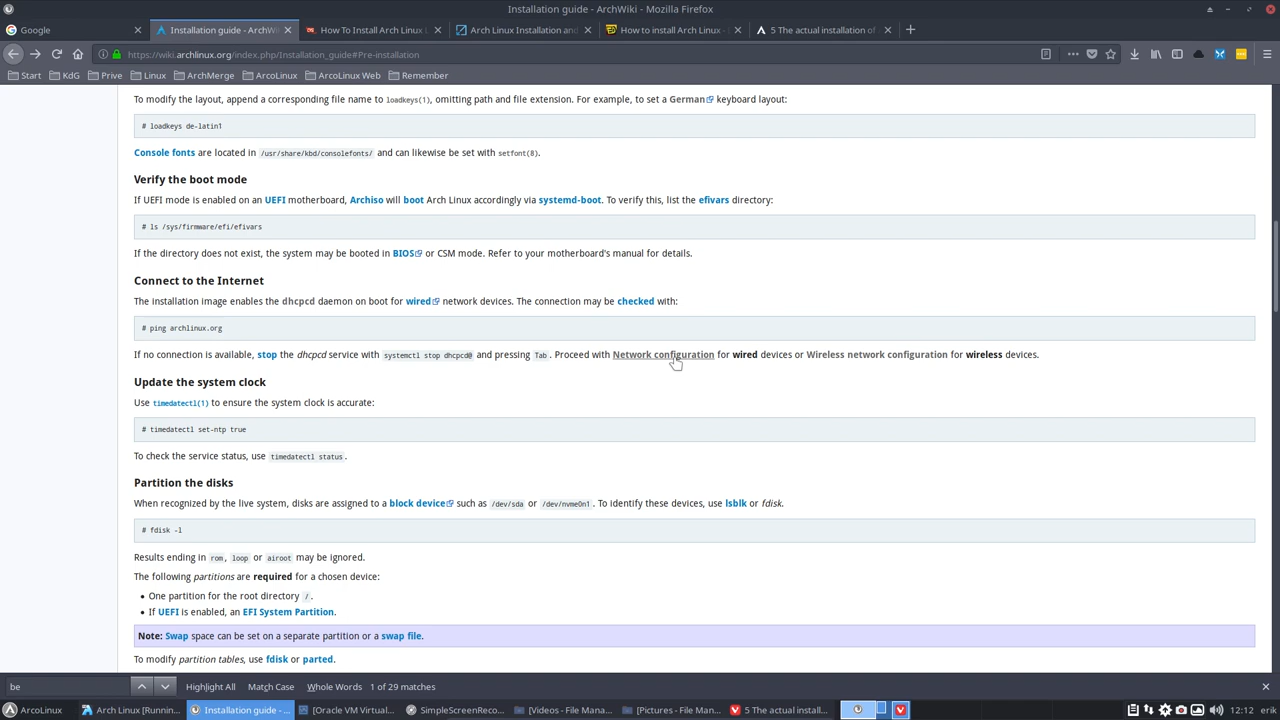 Installation guide - ArchWiki - Mozilla Firefox
Google
Installation guide - ArchWi
How To Install Arch Linux L
Arch Linux Installation and
How to install Arch Linux -
5 The actual installation of
https://wiki.archlinux.org/index.php/Installation_guide#Pre-installation
Start KdG Prive Linux ArchMerge ArcoLinux ArcoLinux Web Remember
To modify the layout, append a corresponding file name to loadkeys(1), omitting path and file extension. For example, to set a German keyboard layout:
# loadkeys de-latin1
Console fonts are located in /usr/share/kbd/consolefonts/ and can likewise be set with setfont(8).
Verify the boot mode
If UEFI mode is enabled on an UEFI motherboard, Archiso will boot Arch Linux accordingly via systemd-boot. To verify this, list the efivars directory:
# ls /sys/firmware/efi/efivars
If the directory does not exist, the system may be booted in BIOS or CSM mode. Refer to your motherboard's manual for details.
Connect to the Internet
The installation image enables the dhcpcd daemon on boot for wired network devices. The connection may be checked with:
# ping archlinux.org
If no connection is available, stop the dhcpcd service with systemctl stop dhcpcd@ and pressing Tab. Proceed with Network configuration for wired devices or Wireless network configuration for wireless devices.
Update the system clock
Use timedatectl(1) to ensure the system clock is accurate:
# timedatectl set-ntp true
To check the service status, use timedatectl status.
Partition the disks
When recognized by the live system, disks are assigned to a block device such as /dev/sda or /dev/nvme0n1. To identify these devices, use lsblk or fdisk.
# fdisk -l
Results ending in rom, loop or airoot may be ignored.
The following partitions are required for a chosen device:
• One partition for the root directory /.
• If UEFI is enabled, an EFI System Partition.
Note: Swap space can be set on a separate partition or a swap file.
To modify partition tables, use fdisk or parted.
be Highlight All Match Case Whole Words 1 of 29 matches
ArcoLinux
Arch Linux [Runnin...
Installation guide - ...
[Oracle VM Virtual...
SimpleScreenReco...
[Videos - File Mana...
[Pictures - File Man...
5 The actual install...
12:12 erik